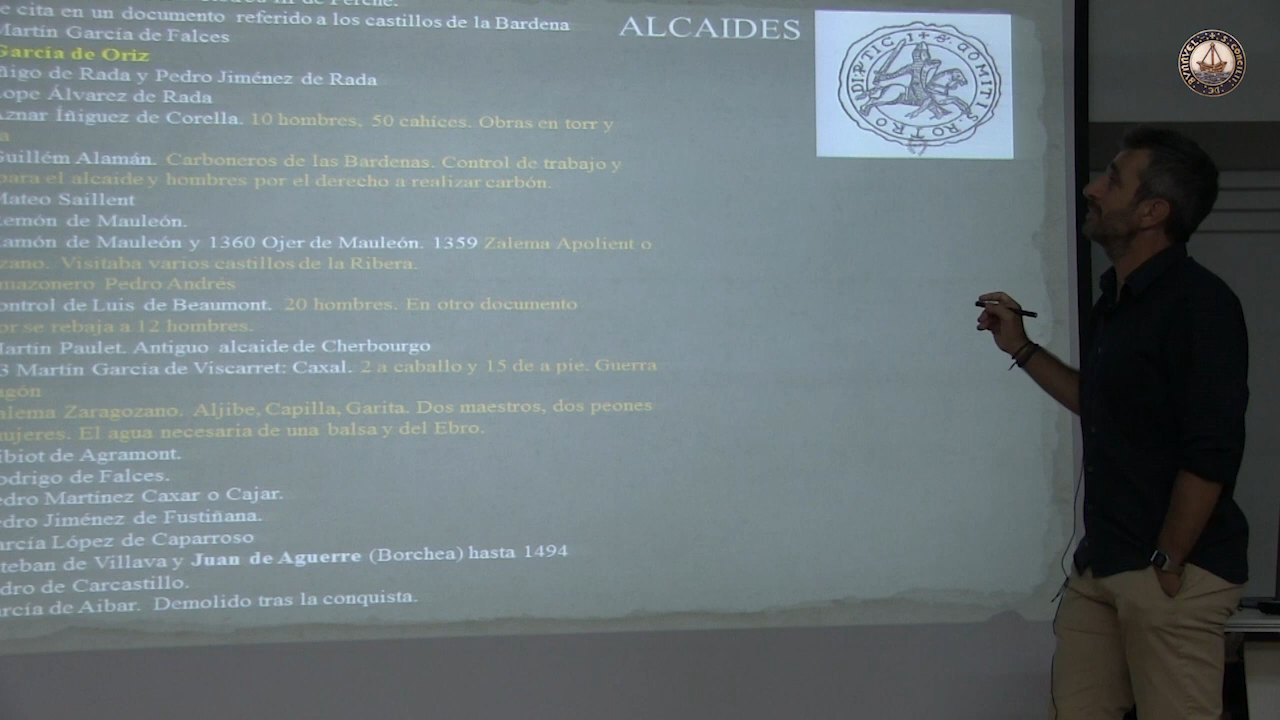 e cita en un documento referido a los castillos de la Bardena
ALCAIDES
Martín García de Falces
García de Oriz
ñigo de Rada y Pedro Jiménez de Rada
Lope Álvarez de Rada
Aznar Íñiguez de Corella. 10 hombres, 50 cahíces. Obras en torr y
a
Guillém Alamán. Carboneros de las Bardenas. Control de trabajo y
para el alcaide y hombres por el derecho a realizar carbón.
Mateo Saillent
Remón de Mauleón.
Ramón de Mauleón y 1360 Ojer de Mauleón. 1359 Zalema Apolient o
zano. Visitaba varios castillos de la Ribera.
mazonero Pedro Andrés
ontrol de Luis de Beaumont. 20 hombres. En otro documento
or se rebaja a 12 hombres.
Martín Paulet. Antiguo alcaide de Cherbourgo
3 Martín García de Viscarret: Caxal. 2 a caballo y 15 de a pie. Guerra
agón
alema Zaragozano. Aljibe, Capilla, Garita. Dos maestros, dos peones
mujeres. El agua necesaria de una balsa y del Ebro.
ibiot de Agramont.
odrigo de Falces.
edro Martínez Caxar o Cajar.
edro Jiménez de Fustiñana.
arcía López de Caparroso
steban de Villava y Juan de Aguerre (Borchea) hasta 1494
edro de Carcastillo.
arcía de Aibar. Demolido tras la conquista.